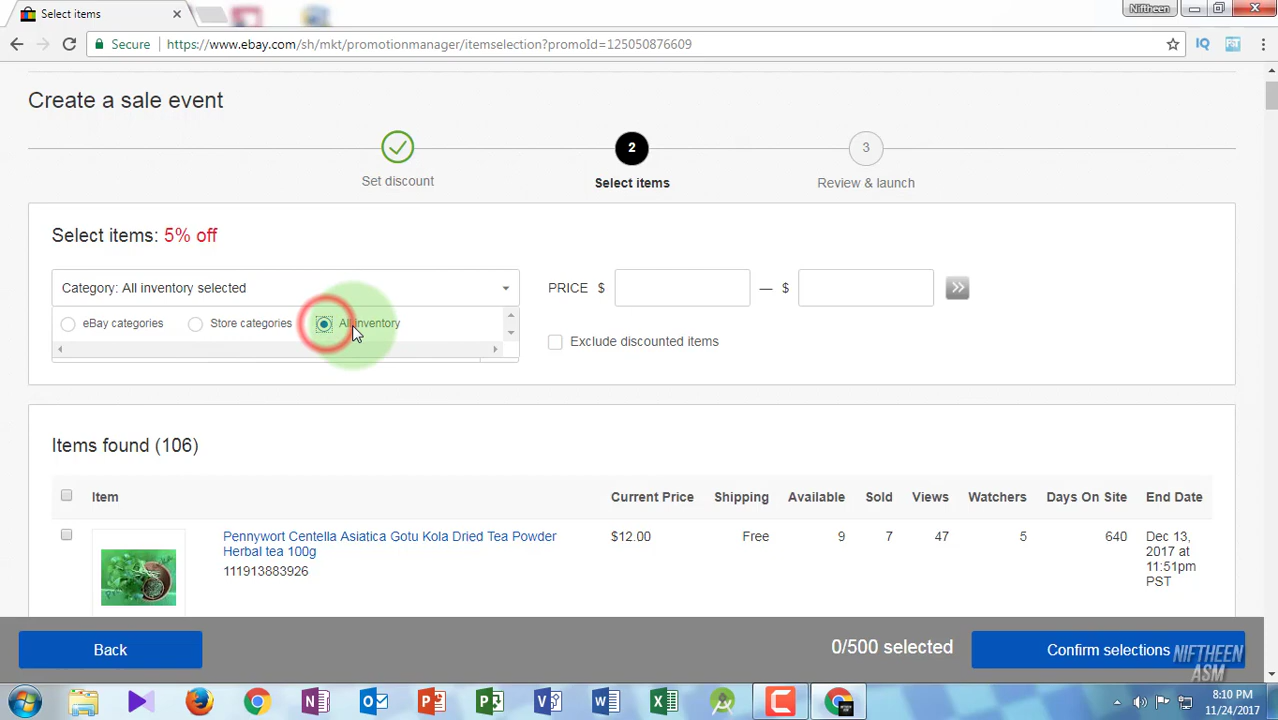 Select items
Niftheen
Secure
https://www.ebay.com/sh/mkt/promotionmanager/itemselection?promoId=125050876609
IQ
Create a sale event
2
3
Set discount
Select items
Review & launch
Select items: 5% off
Category: All inventory selected
PRICE $
— $
eBay categories
Store categories
All inventory
Exclude discounted items
Items found (106)
Item
Current Price
Shipping
Available
Sold
Views
Watchers
Days On Site
End Date
Pennywort Centella Asiatica Gotu Kola Dried Tea Powder
Herbal tea 100g
111913883926
$12.00
Free
9
7
47
5
640
Dec 13,
2017 at
11:51pm
PST
Back
0/500 selected
Confirm selections
NIFTHEEN
ASM
8:10 PM
11/24/2017